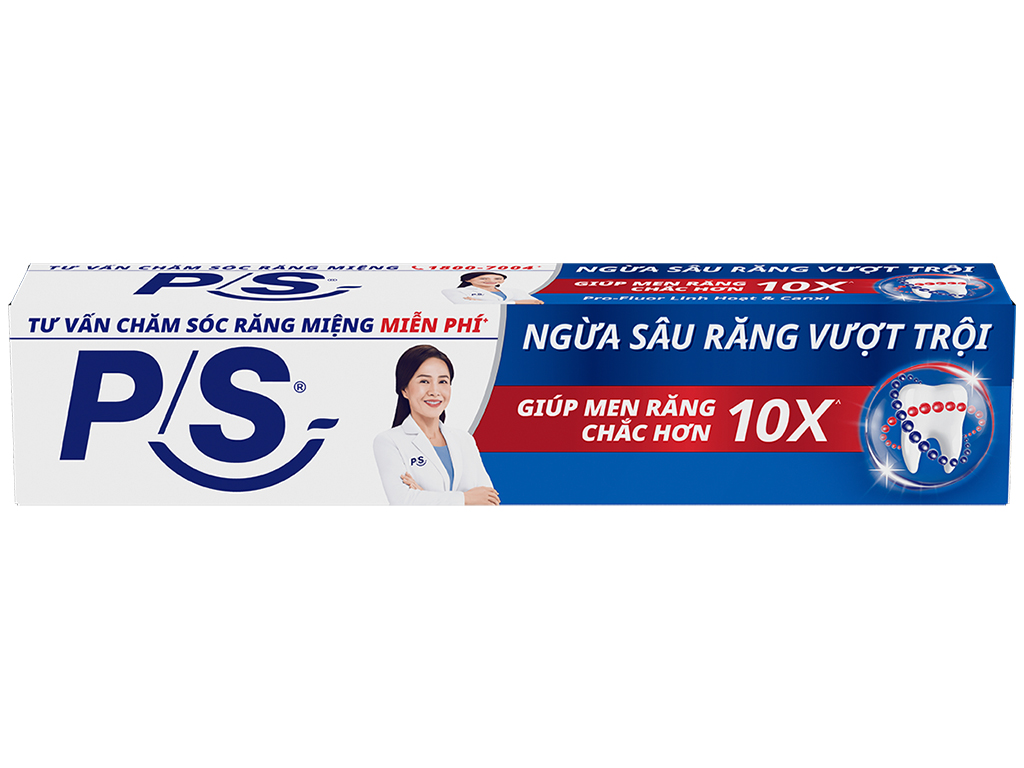 TƯ VẤN CHĂM SÓC RĂNG MIỆNG 1800-7004+
P/S®
P/S
NGỪA SÂU RĂNG VƯỢT TRỘI
GIÚP MEN RĂNG
CHẮC HƠN
10X^
Pro-Fluor Linh Hoạt & Canxi
TƯ VẤN CHĂM SÓC RĂNG MIỆNG MIỄN PHÍ+
P/S®
P/S
NGỪA SÂU RĂNG VƯỢT TRỘI
GIÚP MEN RĂNG
CHẮC HƠN
10X^